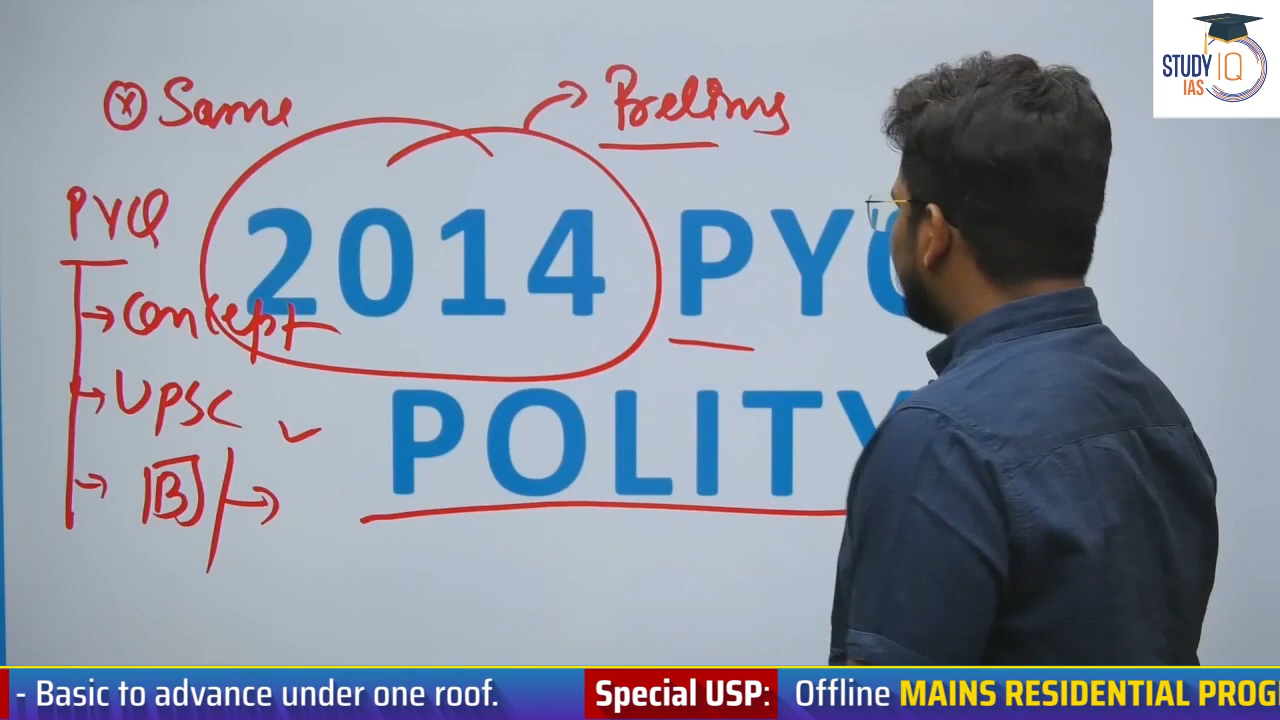 STUDY IQ
IAS
* Same
Prelims
PYQ
2014 PYQ
→ Concept
→ UPSC
→ B →
POLITY
- Basic to advance under one roof. Special USP: Offline MAINS RESIDENTIAL PROG